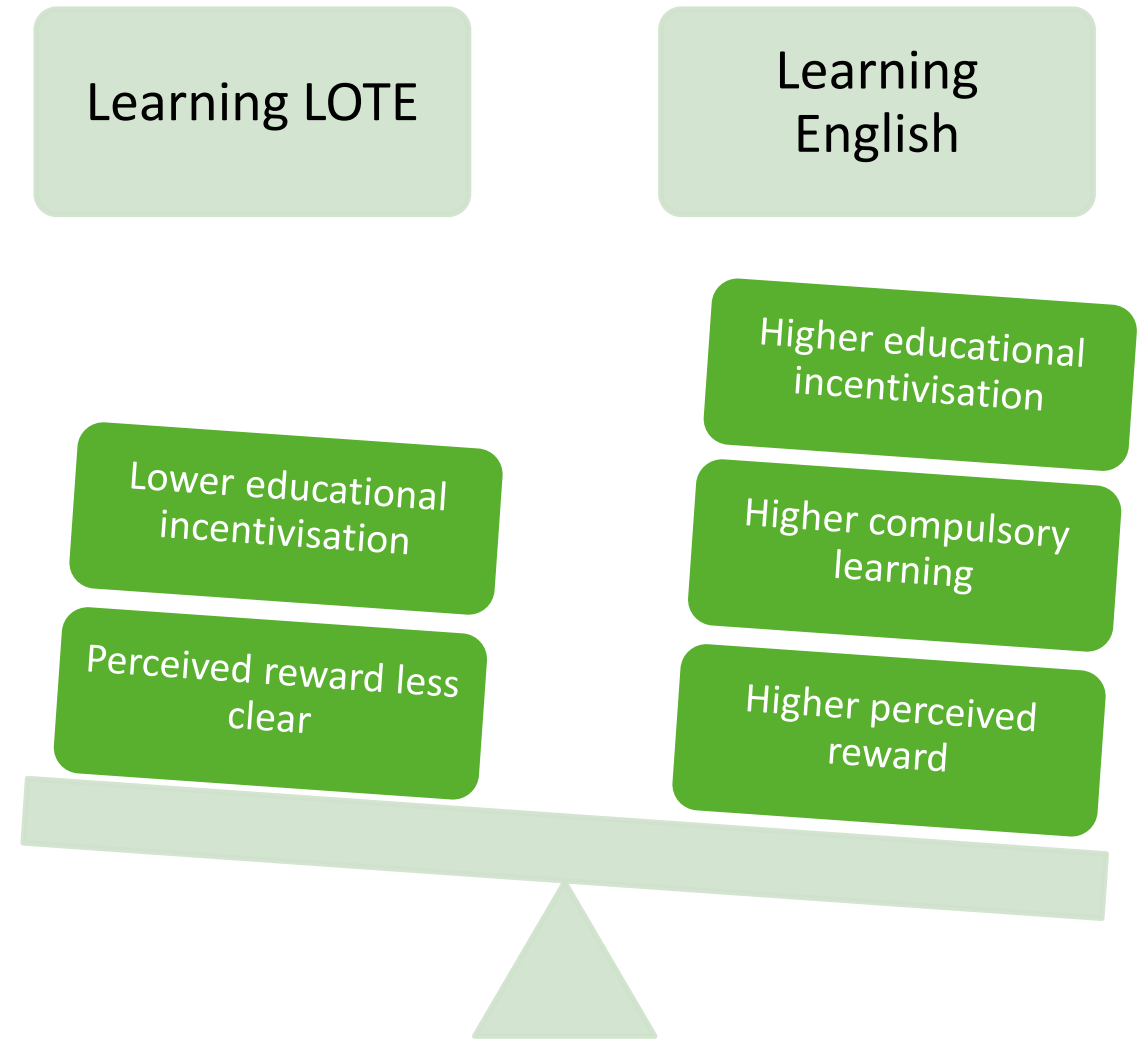 Learning LOTE
Learning
English
Lower educational
incentivisation
Perceived reward less
clear
Higher educational
incentivisation
Higher compulsory
learning
Higher perceived
reward